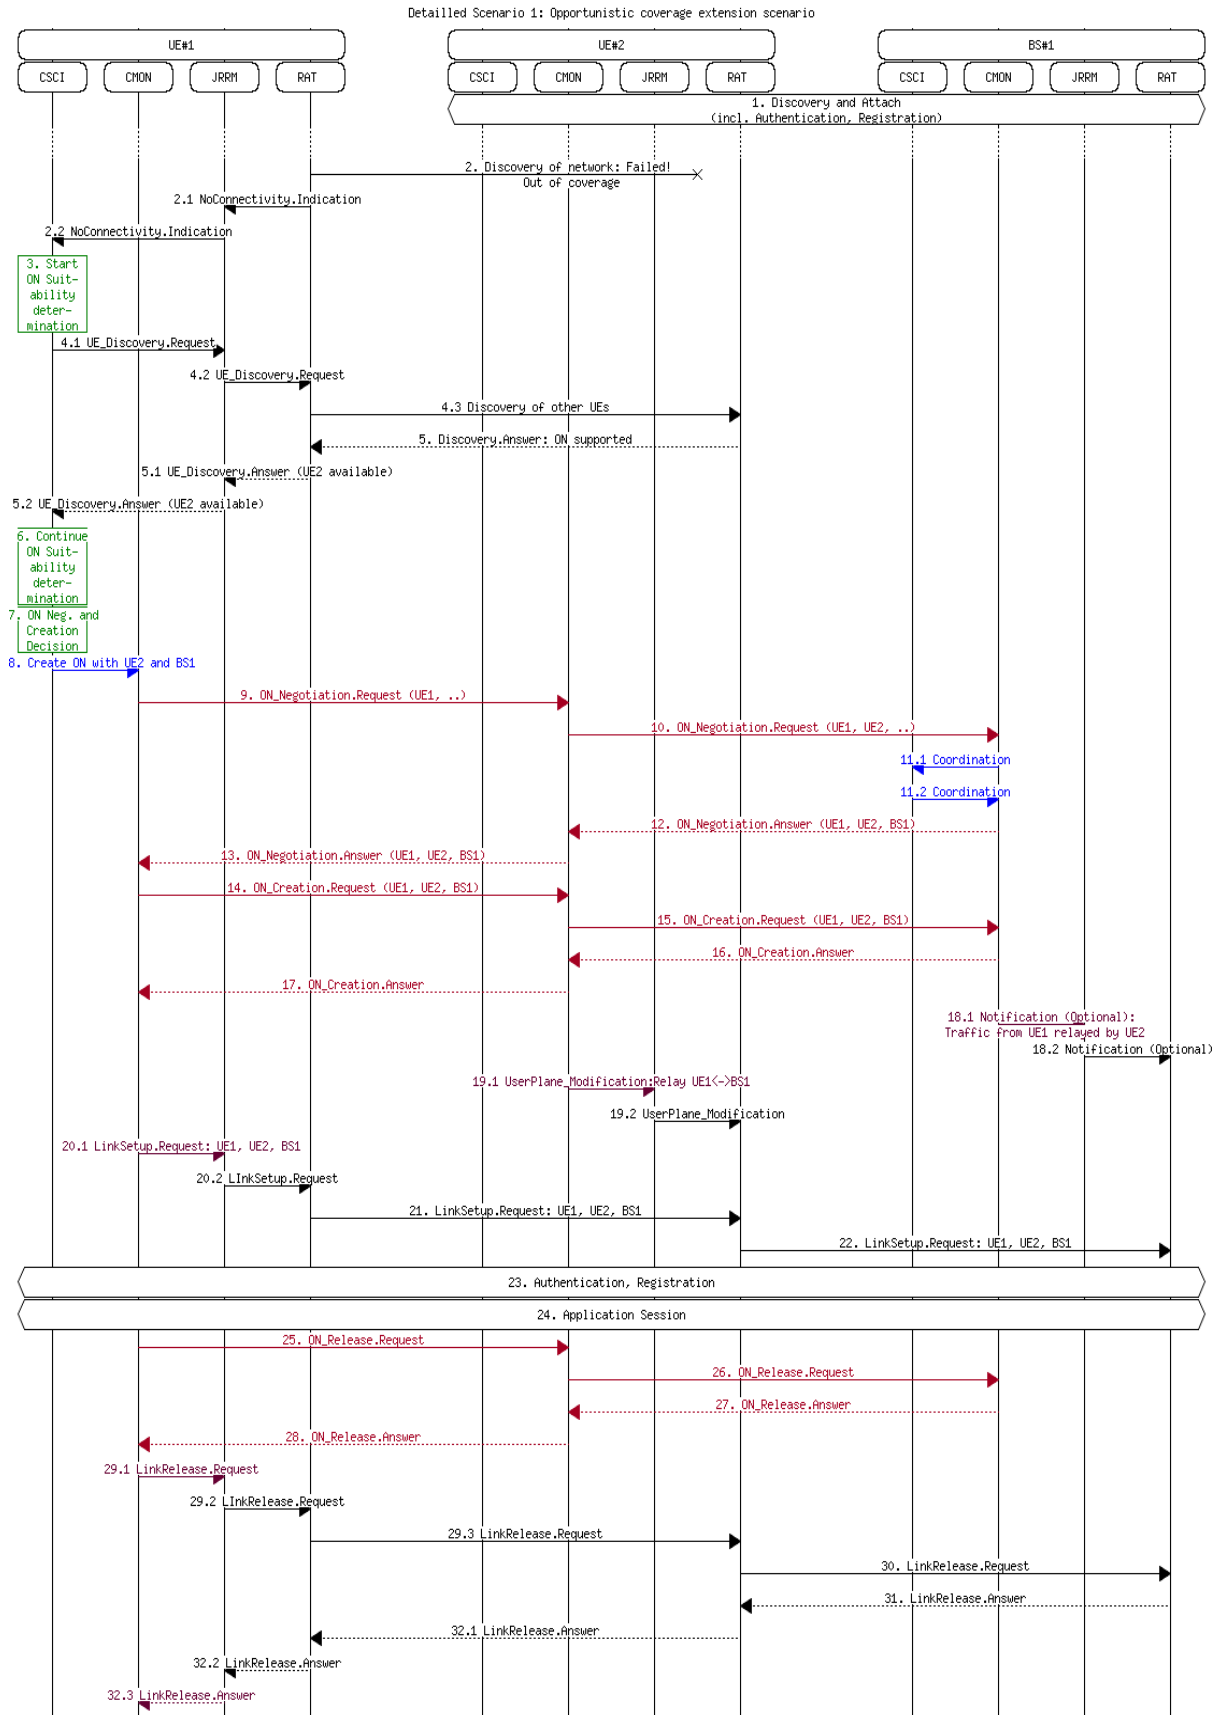 Detailled Scenario 1: Opportunistic coverage extension scenario
UE#1 UE#2 BS#1
CSCI CMON JRRM RAT CSCI CMON JRRM RAT CSCI CMON JRRM RAT
1. Discovery and Attach
(incl. Authentication, Registration)
2. Discovery of network: Failed!
Out of coverage
2.1 NoConnectivity.Indication
2.2 NoConnectivity.Indication
3. Start
ON Suit-
ability
deter-
mination
4.1 UE_Discovery.Request
4.2 UE_Discovery.Request
4.3 Discovery of other UEs
5. Discovery.Answer: ON supported
5.1 UE_Discovery.Answer (UE2 available)
5.2 UE_Discovery.Answer (UE2 available)
6. Continue
ON Suit-
ability
deter-
mination
7. ON Neg. and
Creation
Decision
8. Create ON with UE2 and BS1
9. ON_Negotiation.Request (UE1, ..)
10. ON_Negotiation.Request (UE1, UE2, ..)
11.1 Coordination
11.2 Coordination
12. ON_Negotiation.Answer (UE1, UE2, BS1)
13. ON_Negotiation.Answer (UE1, UE2, BS1)
14. ON_Creation.Request (UE1, UE2, BS1)
15. ON_Creation.Request (UE1, UE2, BS1)
16. ON_Creation.Answer
17. ON_Creation.Answer
18.1 Notification (Optional):
Traffic from UE1 relayed by UE2
18.2 Notification (Optional)
19.1 UserPlane_Modification:Relay UE1<->BS1
19.2 UserPlane_Modification
20.1 LinkSetup.Request: UE1, UE2, BS1
20.2 LInkSetup.Request
21. LinkSetup.Request: UE1, UE2, BS1
22. LinkSetup.Request: UE1, UE2, BS1
23. Authentication, Registration
24. Application Session
25. ON_Release.Request
26. ON_Release.Request
27. ON_Release.Answer
28. ON_Release.Answer
29.1 LinkRelease.Request
29.2 LInkRelease.Request
29.3 LinkRelease.Request
30. LinkRelease.Request
31. LinkRelease.Answer
32.1 LinkRelease.Answer
32.2 LinkRelease.Answer
32.3 LinkRelease.Answer